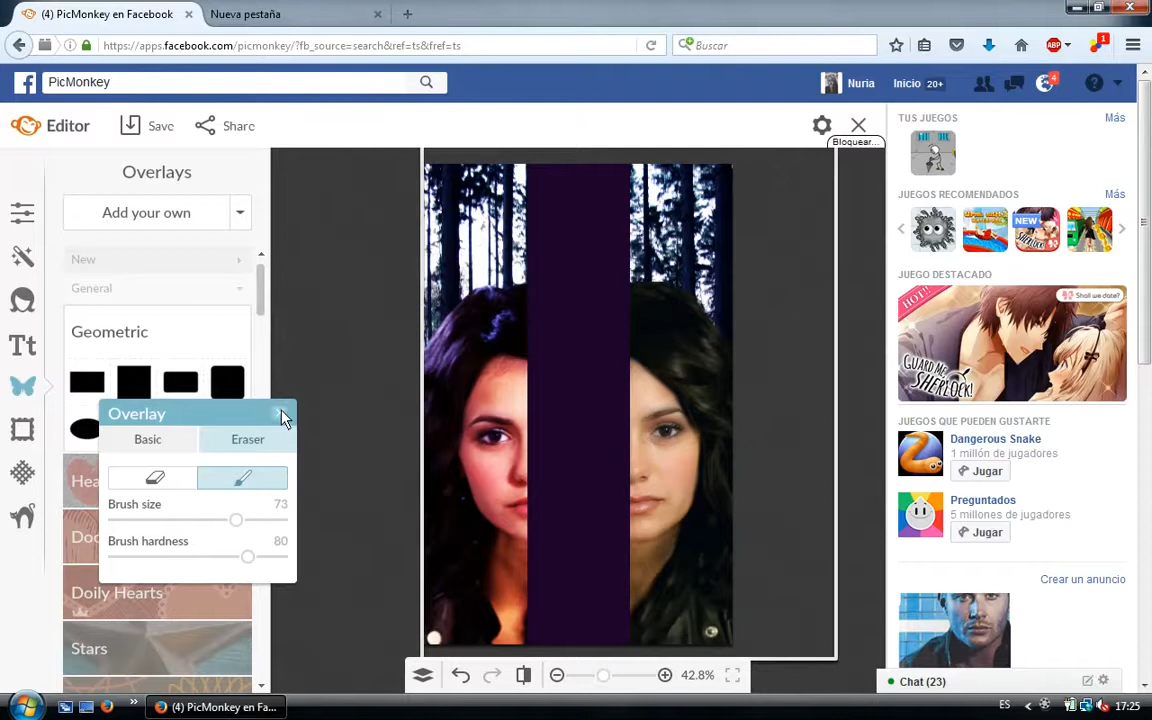 (4) PicMonkey en Facebook
Nueva pestaña
https://apps.facebook.com/picmonkey/?fb_source=search&ref=ts&fref=ts
Buscar
ABP
1
PicMonkey
Nuria
Inicio 20+
4
Editor
Save
Share
Bloquear...
Overlays
Add your own
New
General
Geometric
Tt
Overlay
Basic
Eraser
Brush size 73
Brush hardness 80
Doily Hearts
Stars
42.8%
TUS JUEGOS
Más
JUEGOS RECOMENDADOS
Más
NEW
JUEGO DESTACADO
HOT!!
Shall we date?
GUARD ME, SHERLOCK!
JUEGOS QUE PUEDEN GUSTARTE
Dangerous Snake
1 millón de jugadores
Jugar
Preguntados
5 millones de jugadores
Jugar
Crear un anuncio
Chat (23)
(4) PicMonkey en Fa...
ES
17:25